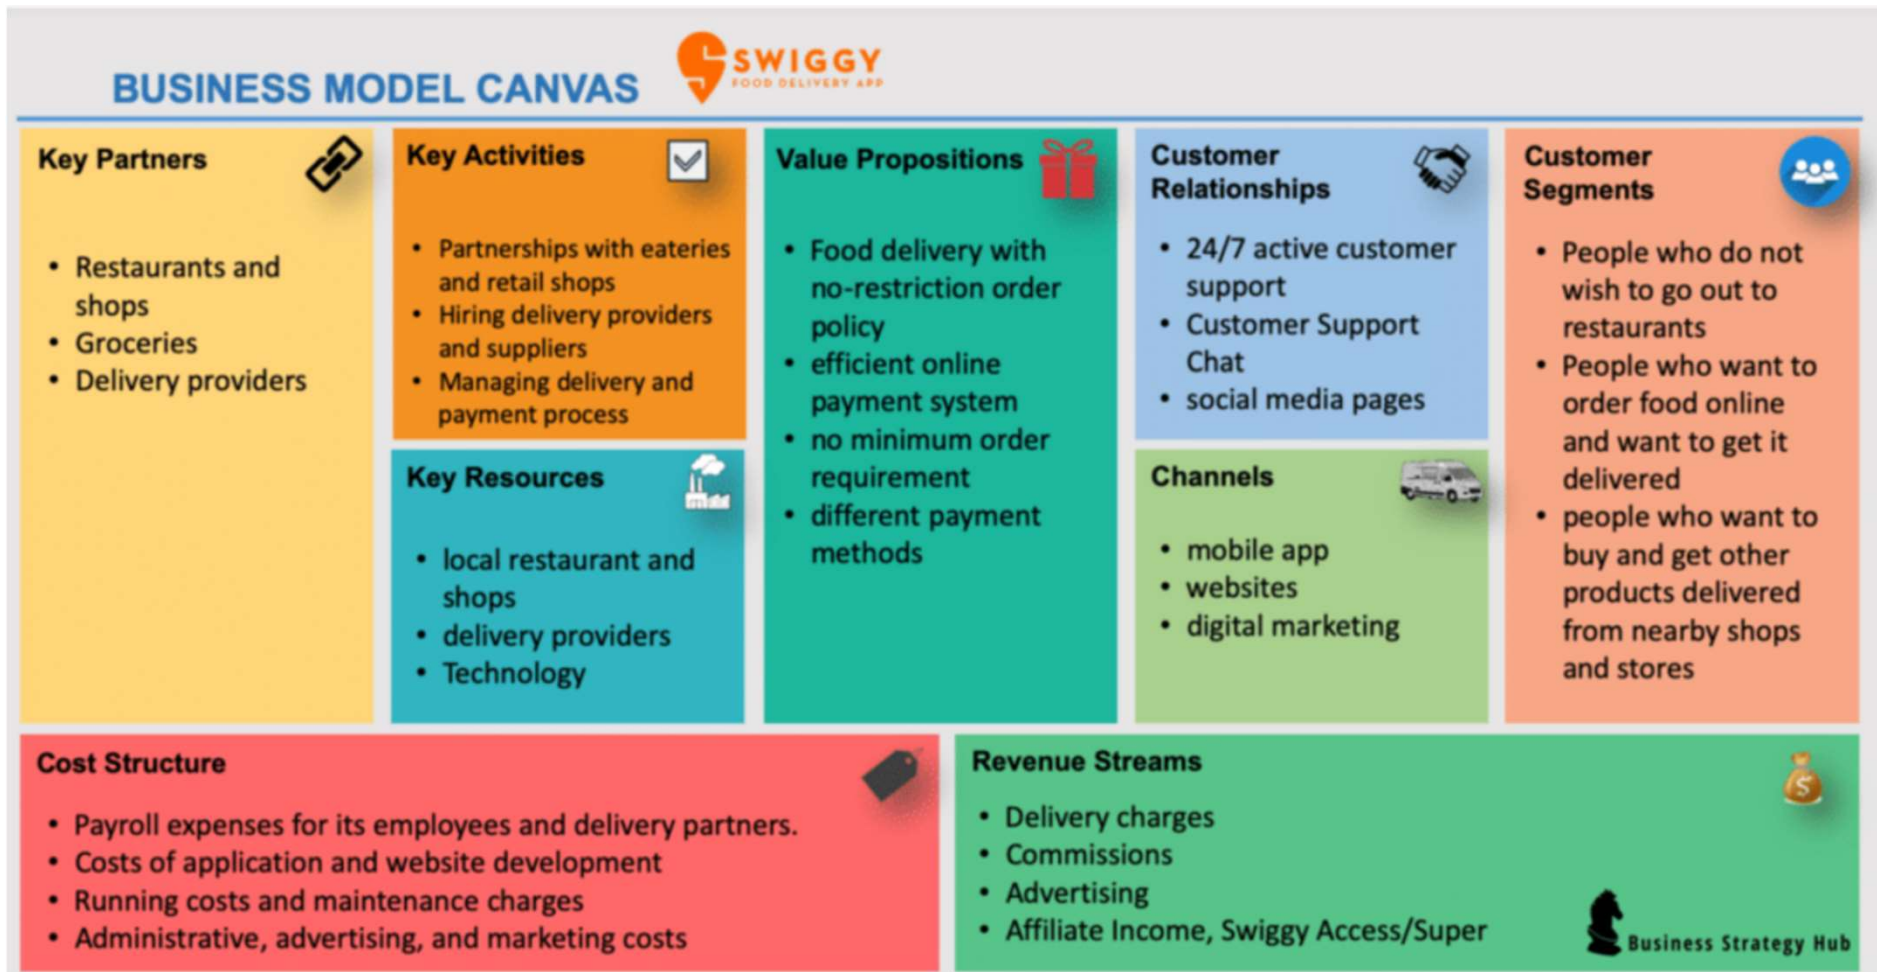 BUSINESS MODEL CANVAS
SWIGGY
FOOD DELIVERY APP
Key Partners
• Restaurants and
shops
• Groceries
• Delivery providers
Key Activities
• Partnerships with eateries
and retail shops
• Hiring delivery providers
and suppliers
• Managing delivery and
payment process
Key Resources
• local restaurant and
shops
• delivery providers
• Technology
Value Propositions
• Food delivery with
no-restriction order
policy
• efficient online
payment system
• no minimum order
requirement
• different payment
methods
Customer
Relationships
• 24/7 active customer
support
• Customer Support
Chat
• social media pages
Channels
• mobile app
• websites
• digital marketing
Customer
Segments
• People who do not
wish to go out to
restaurants
• People who want to
order food online
and want to get it
delivered
• people who want to
buy and get other
products delivered
from nearby shops
and stores
Cost Structure
• Payroll expenses for its employees and delivery partners.
• Costs of application and website development
• Running costs and maintenance charges
• Administrative, advertising, and marketing costs
Revenue Streams
• Delivery charges
• Commissions
• Advertising
• Affiliate Income, Swiggy Access/Super
$
Business Strategy Hub